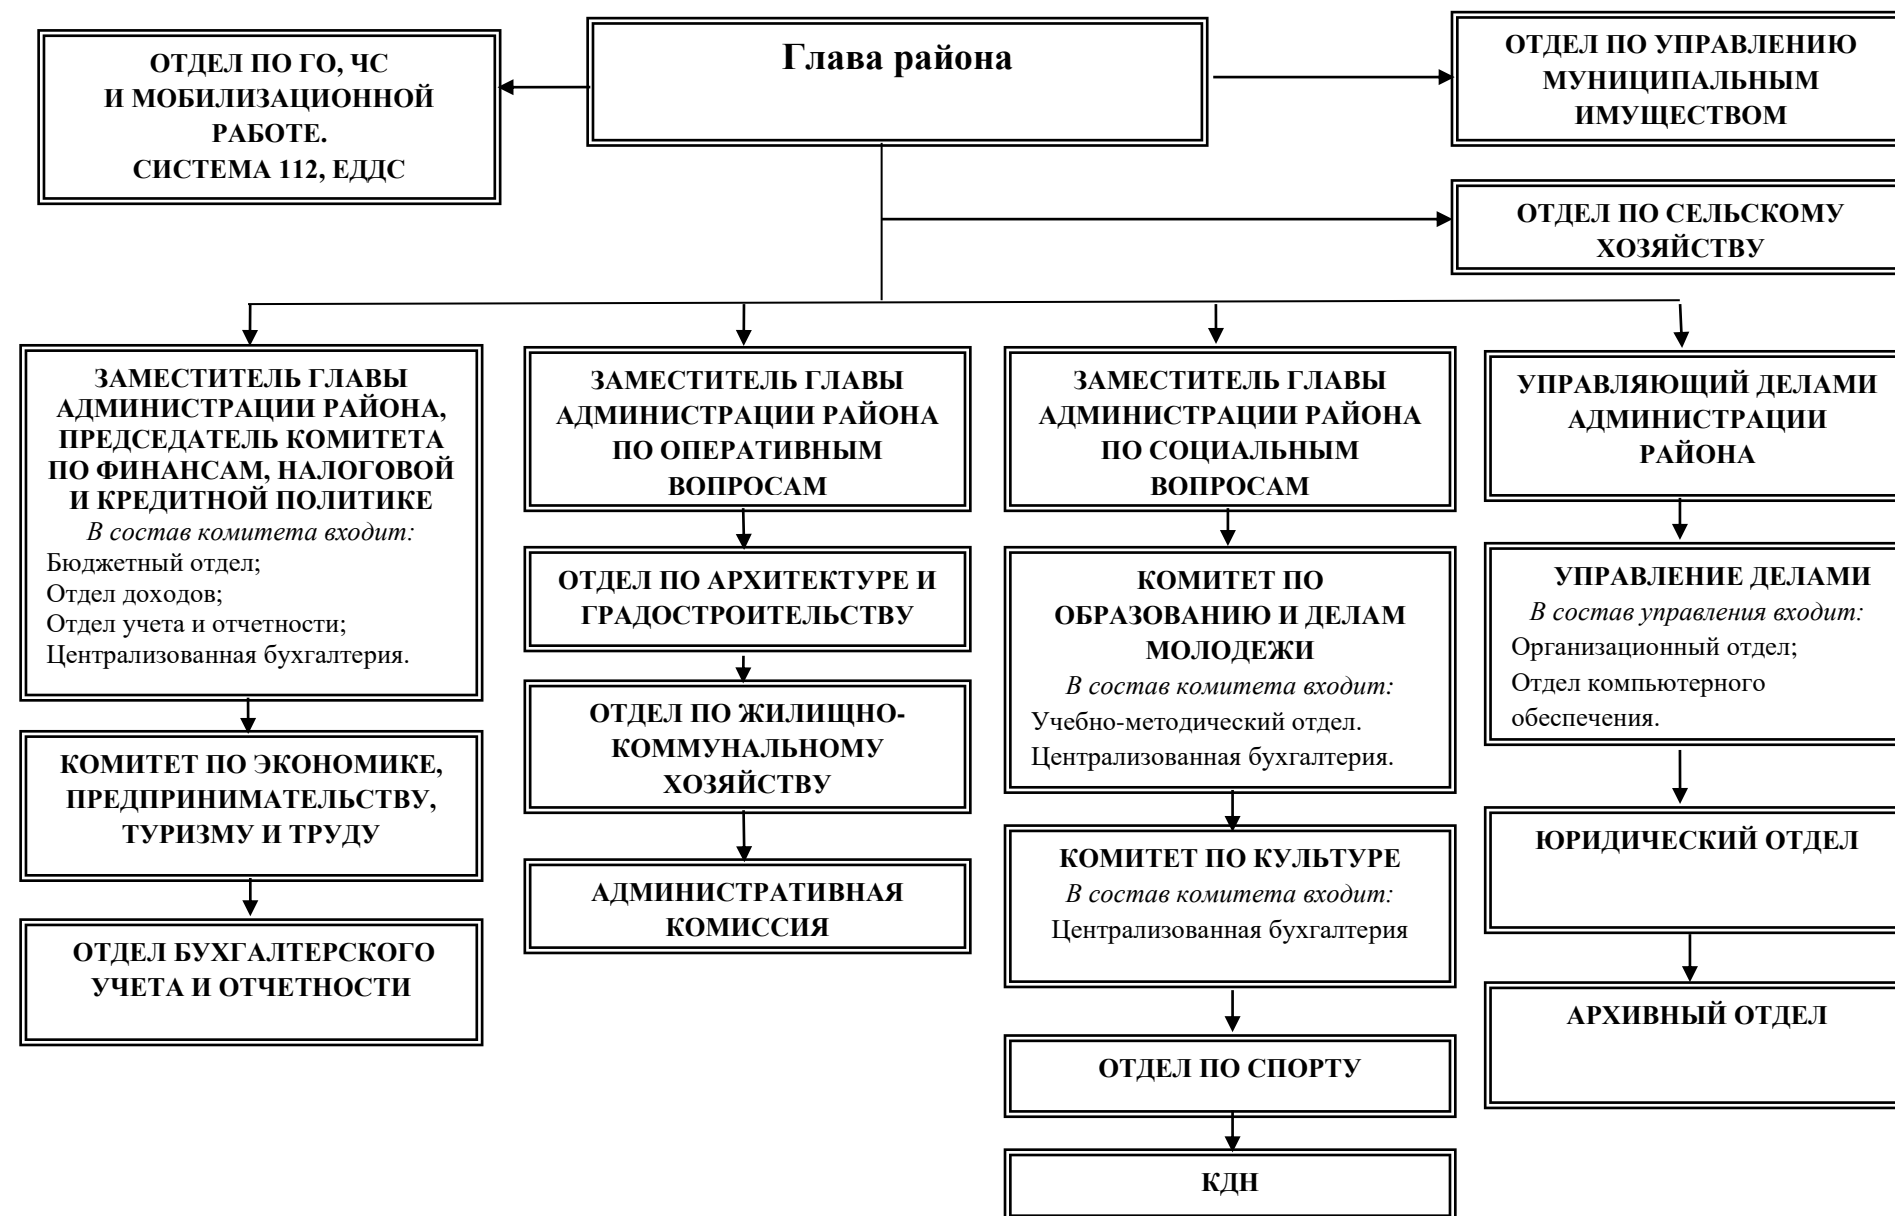 Глава района
ОТДЕЛ ПО ГО, ЧС
И МОБИЛИЗАЦИОННОЙ
РАБОТЕ.
СИСТЕМА 112, ЕДДС
ОТДЕЛ ПО УПРАВЛЕНИЮ
МУНИЦИПАЛЬНЫМ
ИМУЩЕСТВОМ
ОТДЕЛ ПО СЕЛЬСКОМУ
ХОЗЯЙСТВУ
ЗАМЕСТИТЕЛЬ ГЛАВЫ
АДМИНИСТРАЦИИ РАЙОНА,
ПРЕДСЕДАТЕЛЬ КОМИТЕТА
ПО ФИНАНСАМ, НАЛОГОВОЙ
И КРЕДИТНОЙ ПОЛИТИКЕ
В состав комитета входит:
Бюджетный отдел;
Отдел доходов;
Отдел учета и отчетности;
Централизованная бухгалтерия.
КОМИТЕТ ПО ЭКОНОМИКЕ,
ПРЕДПРИНИМАТЕЛЬСТВУ,
ТУРИЗМУ И ТРУДУ
ОТДЕЛ БУХГАЛТЕРСКОГО
УЧЕТА И ОТЧЕТНОСТИ
ЗАМЕСТИТЕЛЬ ГЛАВЫ
АДМИНИСТРАЦИИ РАЙОНА
ПО ОПЕРАТИВНЫМ
ВОПРОСАМ
ОТДЕЛ ПО АРХИТЕКТУРЕ И
ГРАДОСТРОИТЕЛЬСТВУ
ОТДЕЛ ПО ЖИЛИЩНО-
КОММУНАЛЬНОМУ
ХОЗЯЙСТВУ
АДМИНИСТРАТИВНАЯ
КОМИССИЯ
ЗАМЕСТИТЕЛЬ ГЛАВЫ
АДМИНИСТРАЦИИ РАЙОНА
ПО СОЦИАЛЬНЫМ
ВОПРОСАМ
КОМИТЕТ ПО
ОБРАЗОВАНИЮ И ДЕЛАМ
МОЛОДЕЖИ
В состав комитета входит:
Учебно-методический отдел.
Централизованная бухгалтерия.
КОМИТЕТ ПО КУЛЬТУРЕ
В состав комитета входит:
Централизованная бухгалтерия
ОТДЕЛ ПО СПОРТУ
КДН
УПРАВЛЯЮЩИЙ ДЕЛАМИ
АДМИНИСТРАЦИИ
РАЙОНА
УПРАВЛЕНИЕ ДЕЛАМИ
В состав управления входит:
Организационный отдел;
Отдел компьютерного
обеспечения.
ЮРИДИЧЕСКИЙ ОТДЕЛ
АРХИВНЫЙ ОТДЕЛ